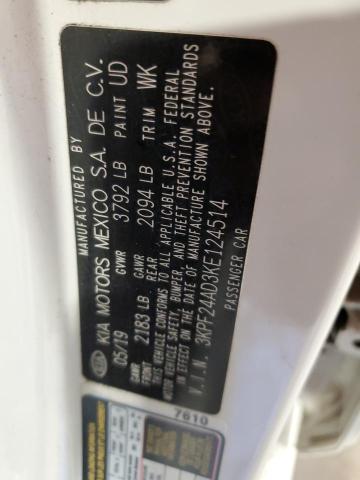 MANUFACTURED BY
KIA KIA MOTORS MEXICO S.A. DE C.V.
05/19 GVWR 3792 LB PAINT UD
GAWR FRONT 2183 LB GAWR REAR 2094 LB TRIM WK
THIS VEHICLE CONFORMS TO ALL APPLICABLE U.S.A. FEDERAL
MOTOR VEHICLE SAFETY, BUMPER, AND THEFT PREVENTION STANDARDS
IN EFFECT ON THE DATE OF MANUFACTURE SHOWN ABOVE.
V.I.N. 3KPF24AD3KE124514
PASSENGER CAR
7610